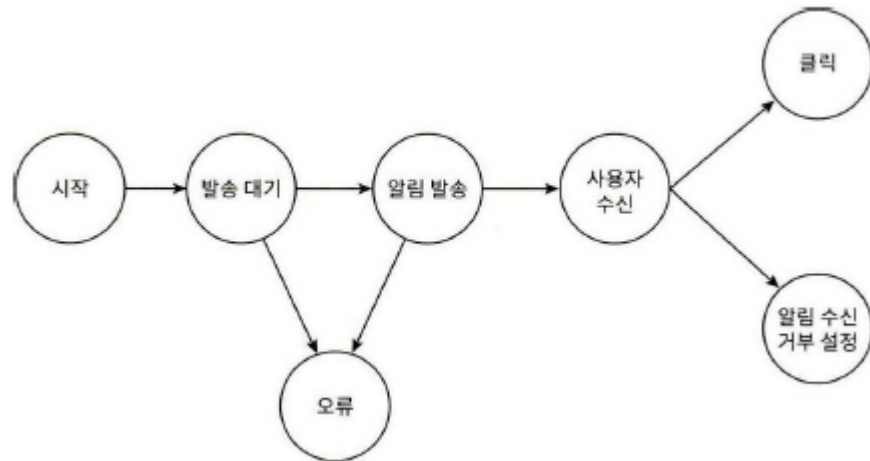 클릭
시작
발송 대기
알림 발송
사용자
수신
알림 수신
거부 설정
오류